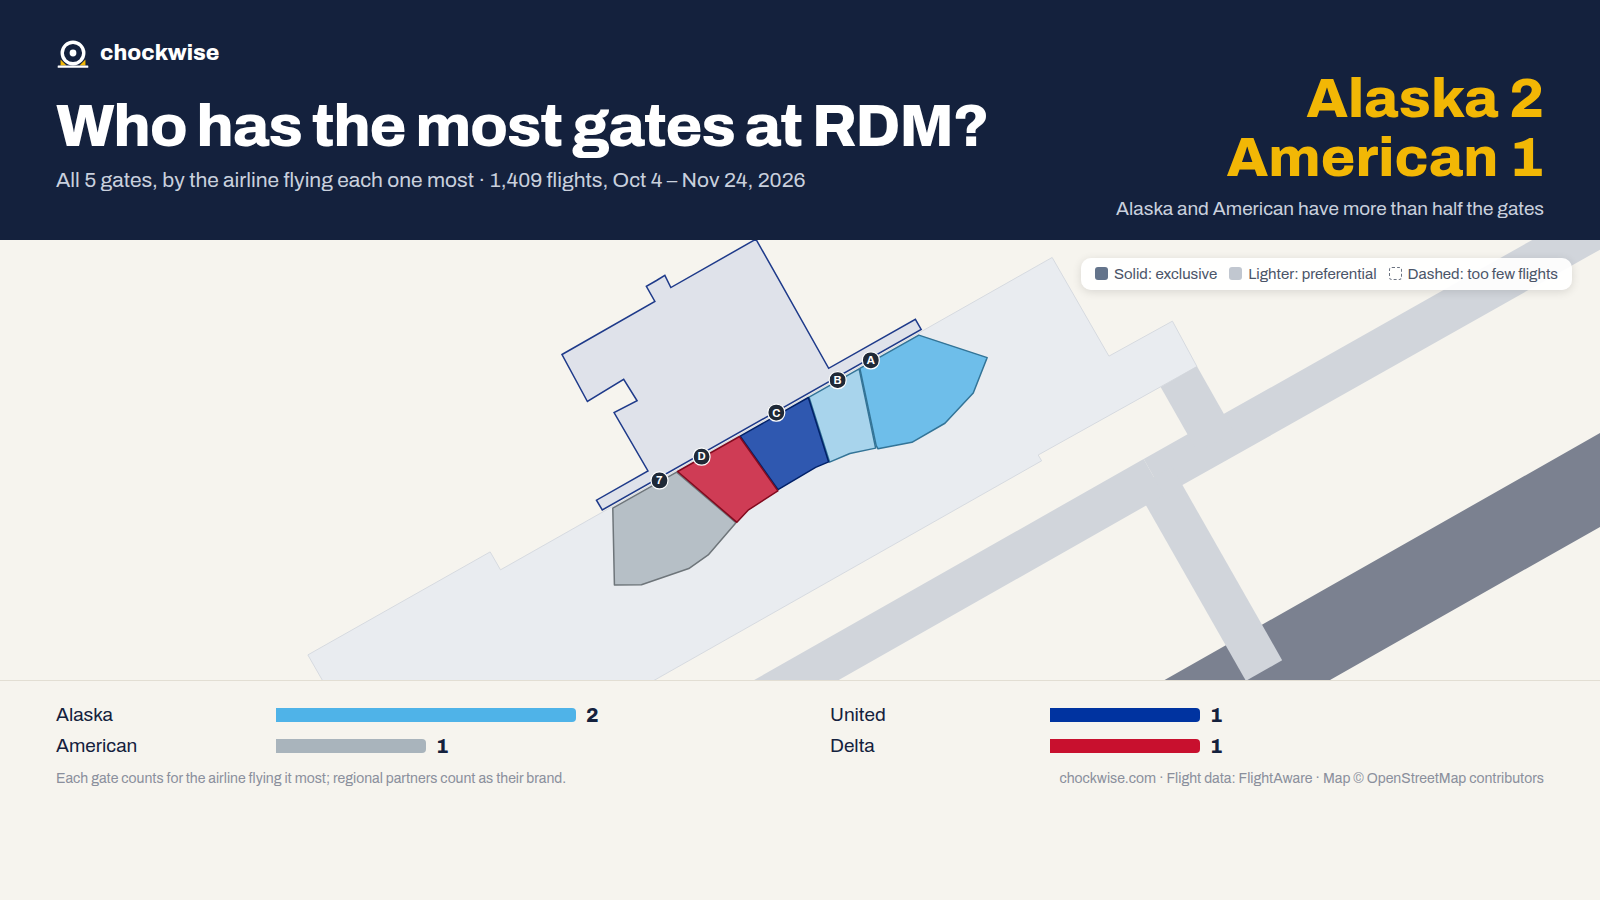 chockwise
Who has the most gates at RDM?
All 5 gates, by the airline flying each one most · 1,409 flights, Oct 4 – Nov 24, 2026
Alaska 2
American 1
Alaska and American have more than half the gates
Solid: exclusive Lighter: preferential Dashed: too few flights
A
B
C
D
7
Alaska 2
American 1
United 1
Delta 1
Each gate counts for the airline flying it most; regional partners count as their brand.
chockwise.com · Flight data: FlightAware · Map © OpenStreetMap contributors